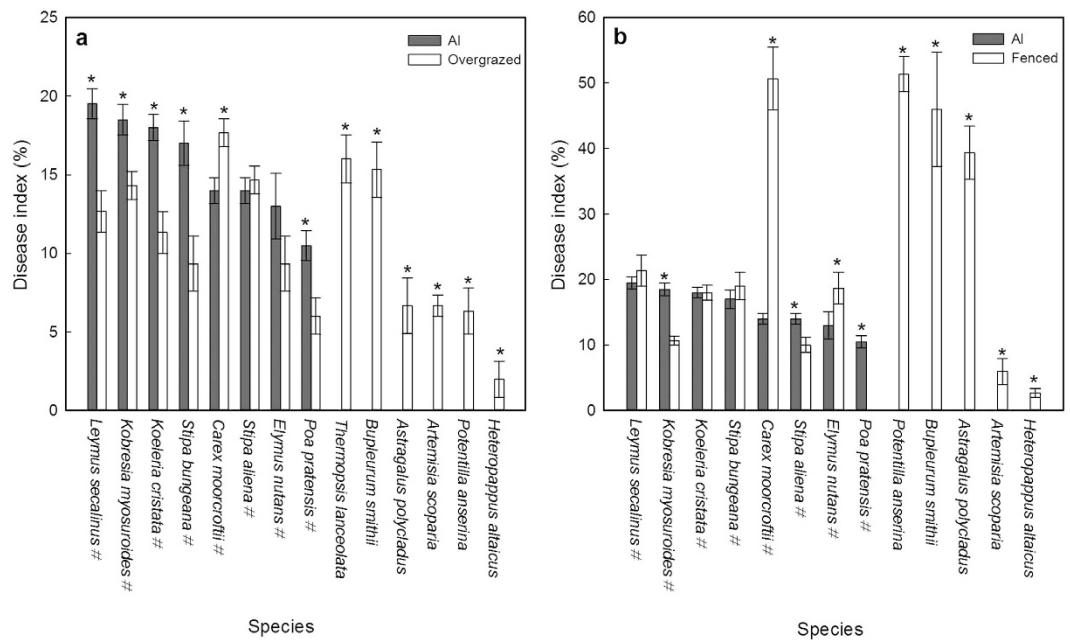 a
AI
Overgrazed
Disease index (%)
25
20
15
10
5
0
* * * * * * * * * * * *
Leymus secalinus #
Kobresia myosuroides #
Koeleria cristata #
Stipa bungeana #
Carex moorcroftii #
Stipa aliena #
Elymus nutans #
Poa pratensis #
Thermopsis lanceolata
Bupleurum smithii
Astragalus polycladus
Artemisia scoparia
Potentilla anserina
Heteropappus altaicus
Species
b
AI
Fenced
Disease index (%)
60
50
40
30
20
10
0
* * * * * * * * * *
Leymus secalinus #
Kobresia myosuroides #
Koeleria cristata #
Stipa bungeana #
Carex moorcroftii #
Stipa aliena #
Elymus nutans #
Poa pratensis #
Potentilla anserina
Bupleurum smithii
Astragalus polycladus
Artemisia scoparia
Heteropappus altaicus
Species